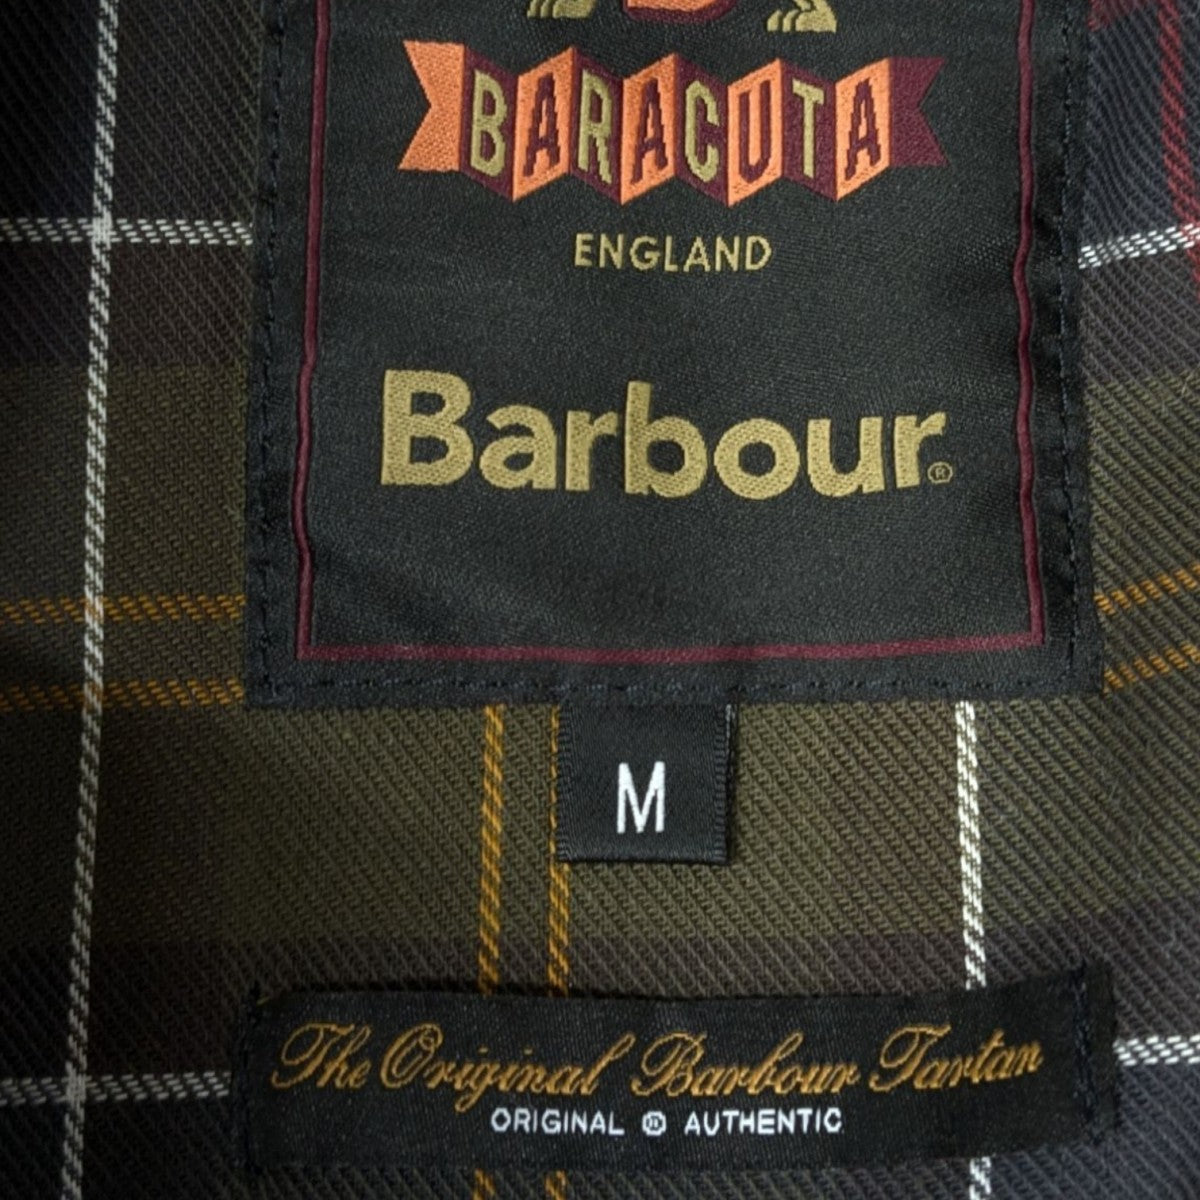 BARACUTA
ENGLAND
Barbour®
M
The Original Barbour Tartan
ORIGINAL ® AUTHENTIC